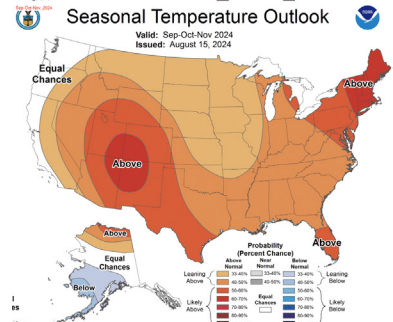 Sep-Oct-Nov, 2024
Seasonal Temperature Outlook
NOAA
Valid: Sep-Oct-Nov 2024
Issued: August 15, 2024
Equal
Chances
Above
Above
Above
Above
Equal
Chances
Below
Probability
(Percent Chance)
Above
Normal
Near
Normal
Below
Normal
Leaning
Above
Likely
Above
33-40%
40-50%
50-60%
60-70%
70-80%
80-90%
33-40%
40-50%
Equal
Chances
33-40%
40-50%
50-60%
60-70%
70-80%
80-90%
Leaning
Below
Likely
Below
l
es